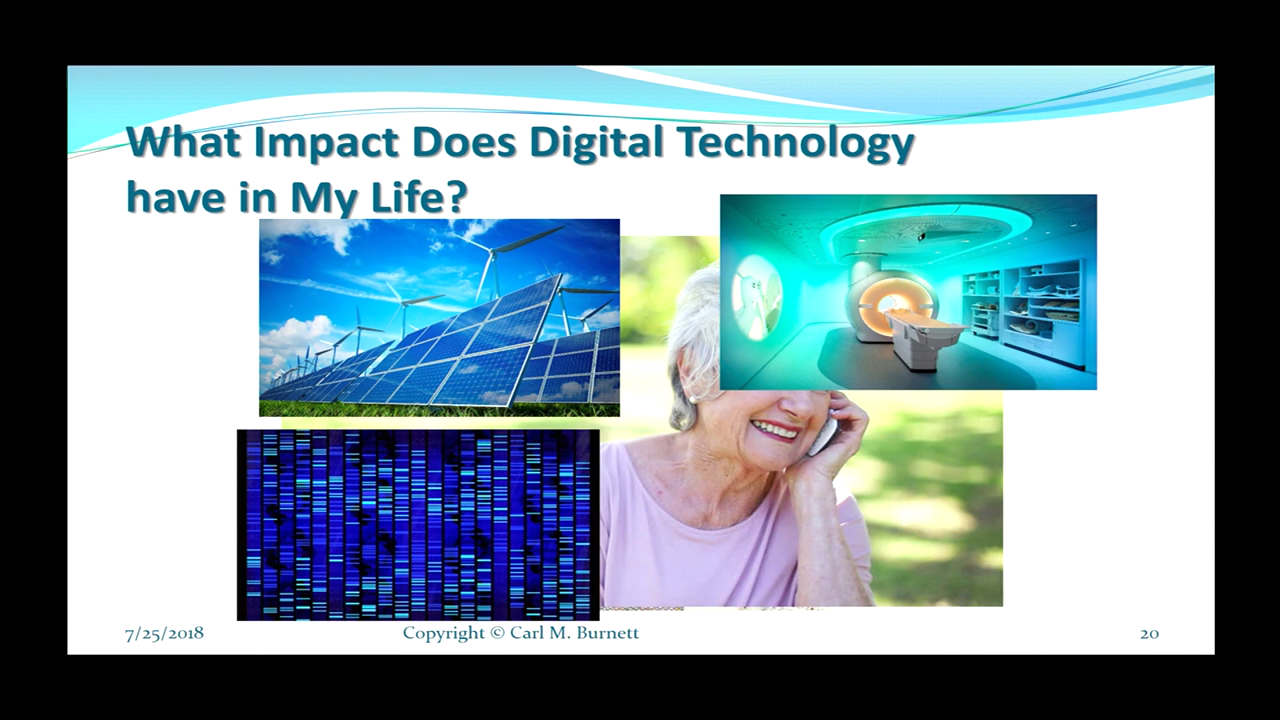 What Impact Does Digital Technology
have in My Life?
7/25/2018
Copyright © Carl M. Burnett
20